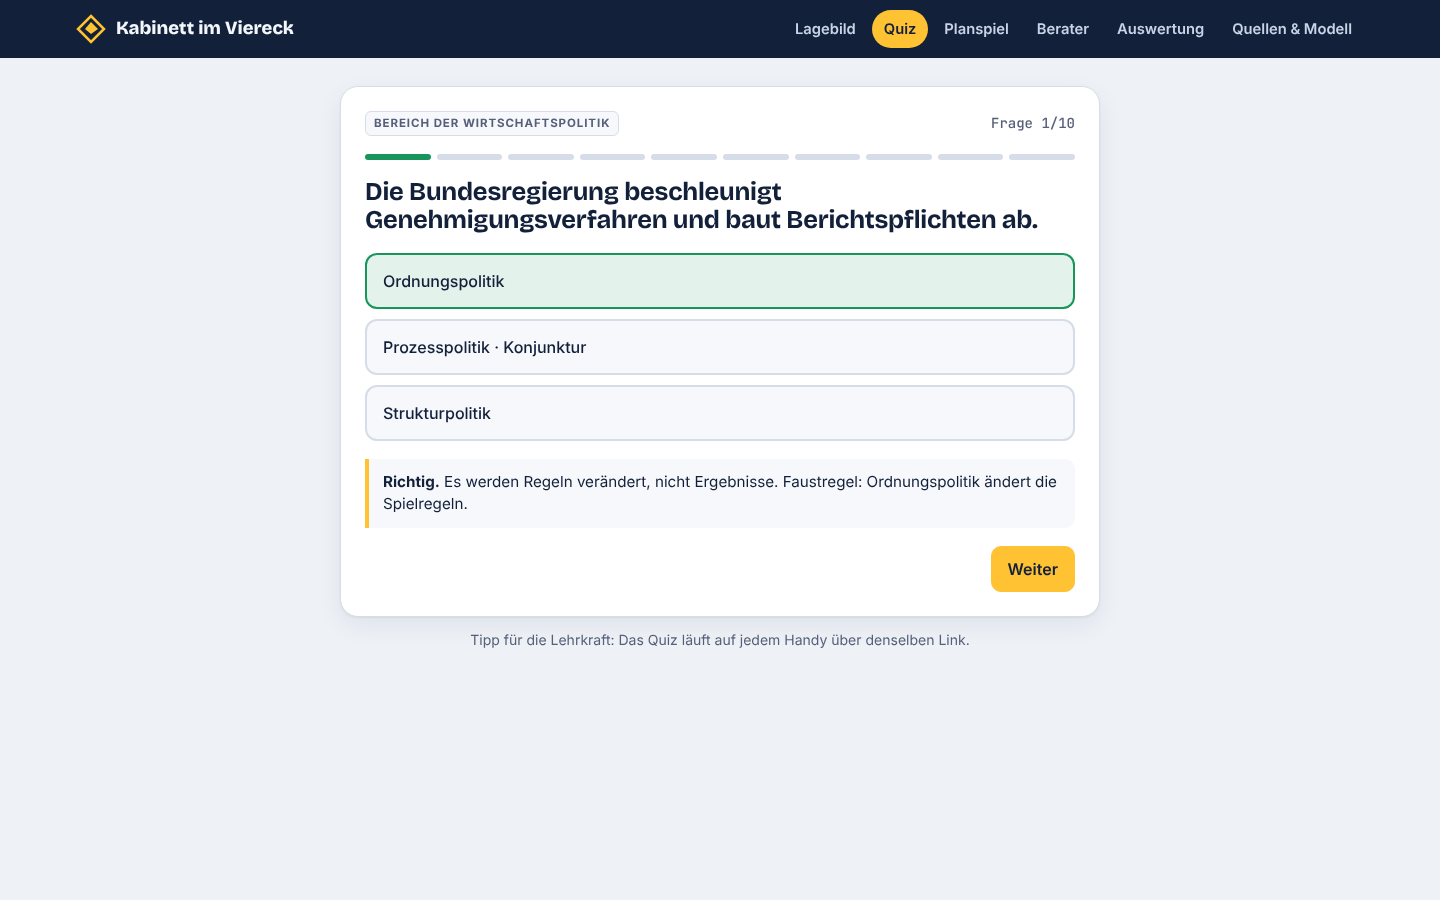 Kabinett im Viereck
Lagebild
Quiz
Planspiel
Berater
Auswertung
Quellen & Modell
BEREICH DER WIRTSCHAFTSPOLITIK
Frage 1/10
Die Bundesregierung beschleunigt
Genehmigungsverfahren und baut Berichtspflichten ab.
Ordnungspolitik
Prozesspolitik · Konjunktur
Strukturpolitik
Richtig. Es werden Regeln verändert, nicht Ergebnisse. Faustregel: Ordnungspolitik ändert die
Spielregeln.
Weiter
Tipp für die Lehrkraft: Das Quiz läuft auf jedem Handy über denselben Link.